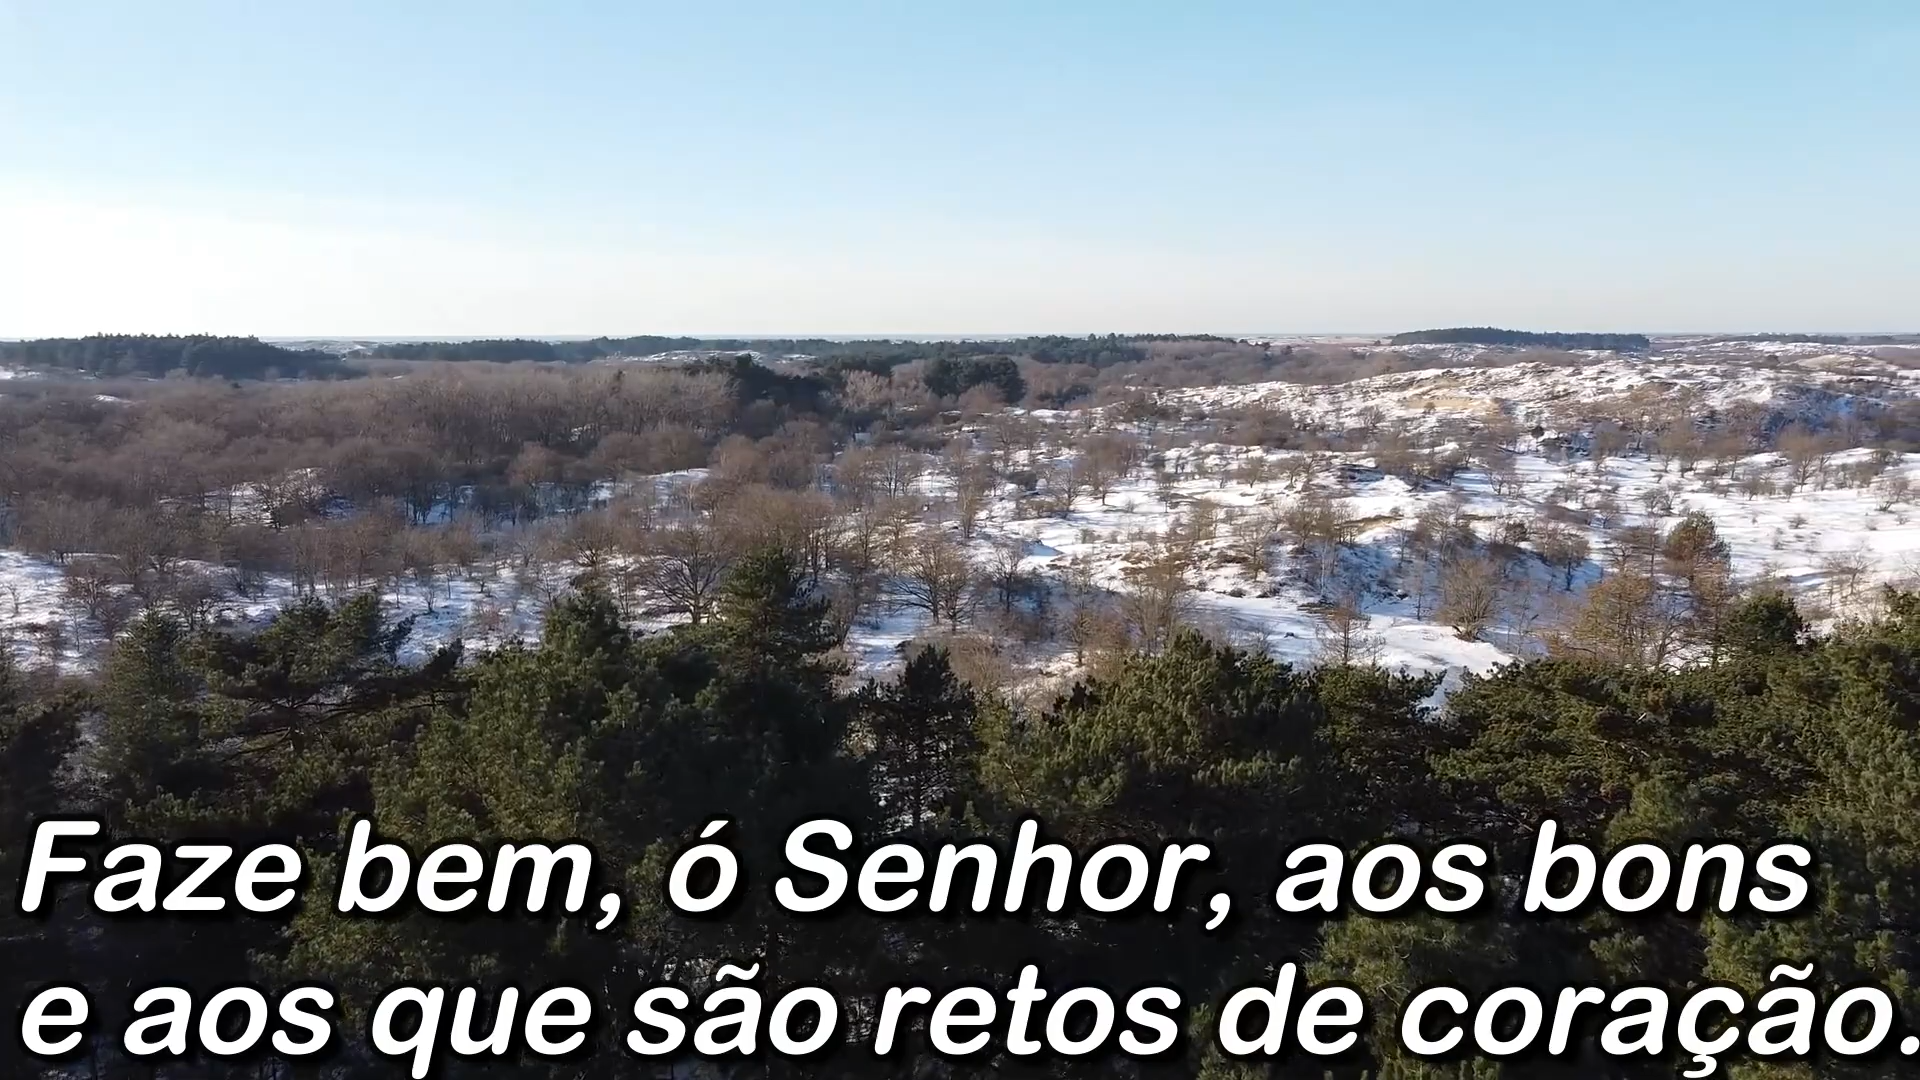 Faze bem, ó Senhor, aos bons
e aos que são retos de coração.